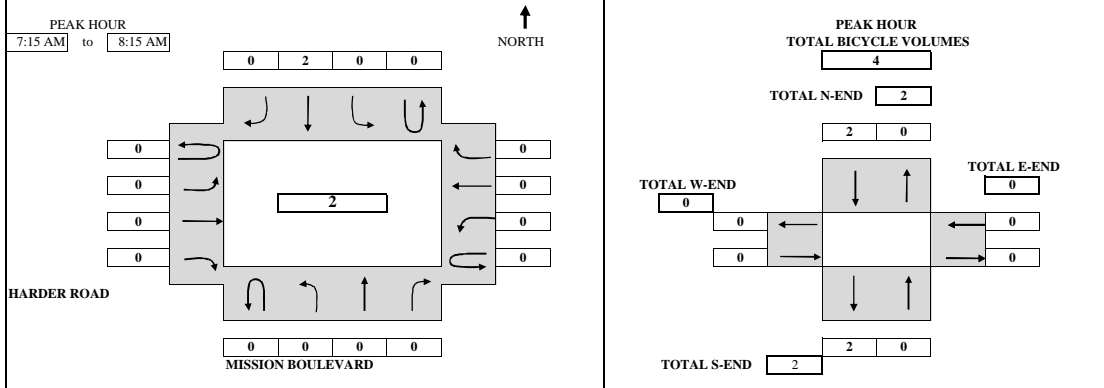 PEAK HOUR
7:15 AM to 8:15 AM
NORTH
0 2 0 0
0 0
0 0
2
0 0
0 0
HARDER ROAD
0 0 0 0
MISSION BOULEVARD
PEAK HOUR
TOTAL BICYCLE VOLUMES
4
TOTAL N-END 2
2 0
TOTAL E-END
0
TOTAL W-END
0
0 0
0 0
2 0
TOTAL S-END 2